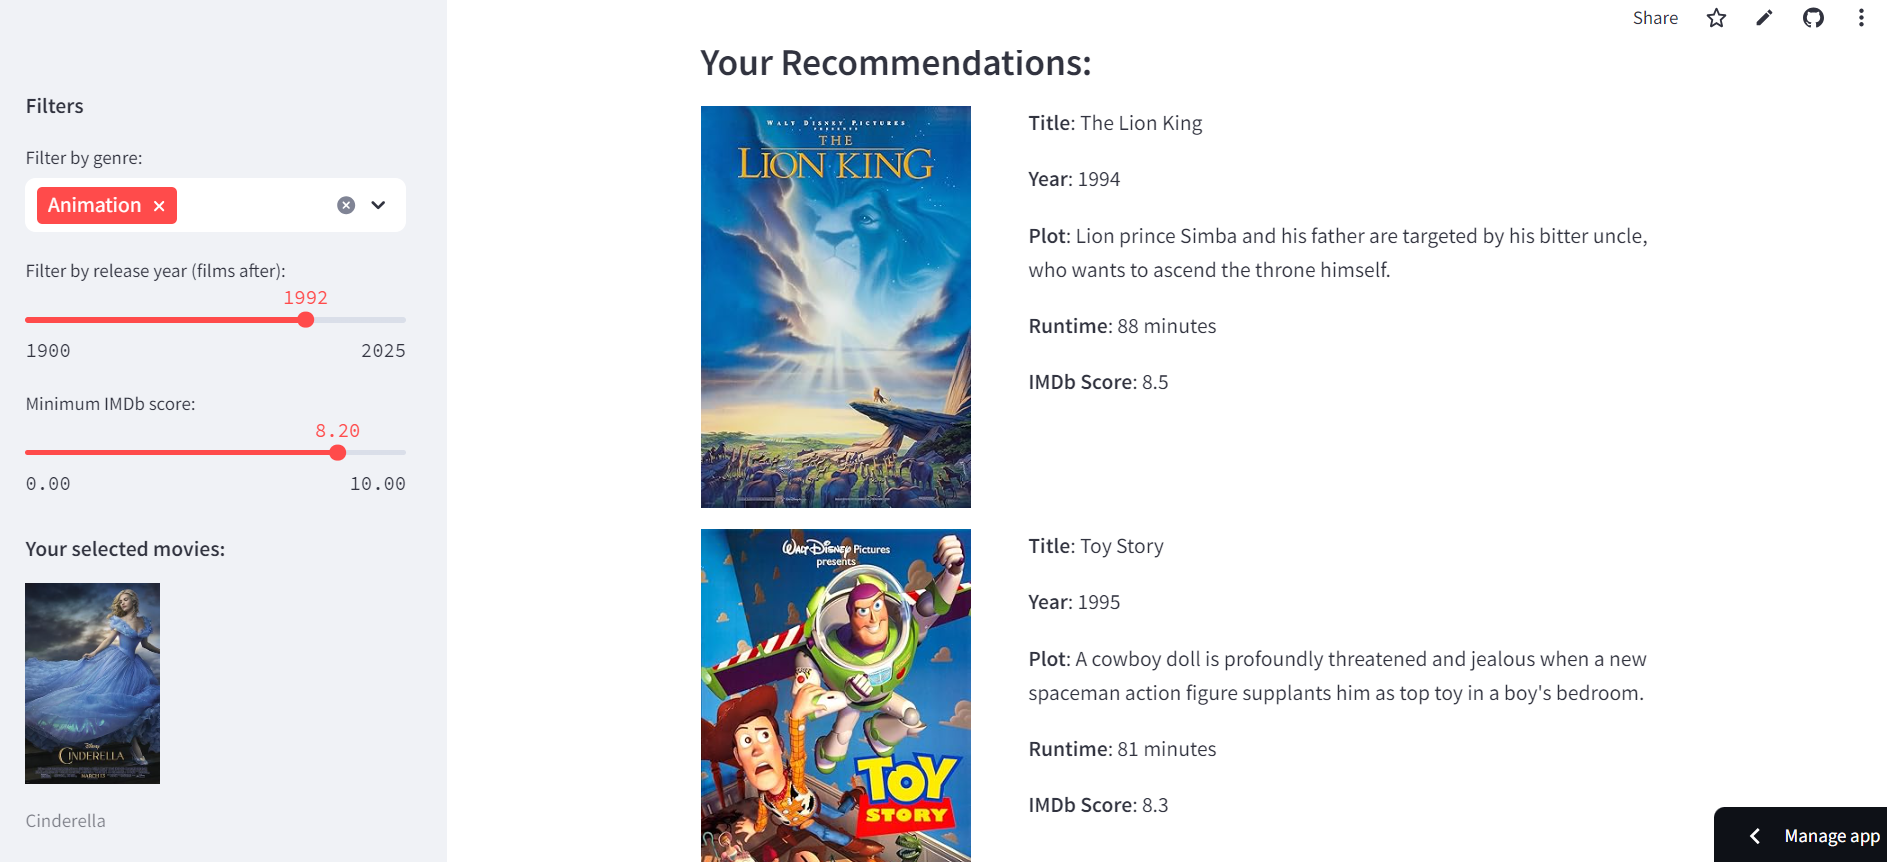 Share
Filters
Filter by genre:
Animation
Filter by release year (films after):
1992
1900 2025
Minimum IMDb score:
8.20
0.00 10.00
Your selected movies:
Disney
CINDERELLA
MARCH 13
Cinderella
Your Recommendations:
WALT DISNEY PICTURES
PRESENTS
THE
LION KING
Title: The Lion King
Year: 1994
Plot: Lion prince Simba and his father are targeted by his bitter uncle,
who wants to ascend the throne himself.
Runtime: 88 minutes
IMDb Score: 8.5
WALT DISNEY Pictures
presents
TOY
STORY
Title: Toy Story
Year: 1995
Plot: A cowboy doll is profoundly threatened and jealous when a new
spaceman action figure supplants him as top toy in a boy's bedroom.
Runtime: 81 minutes
IMDb Score: 8.3
Manage app